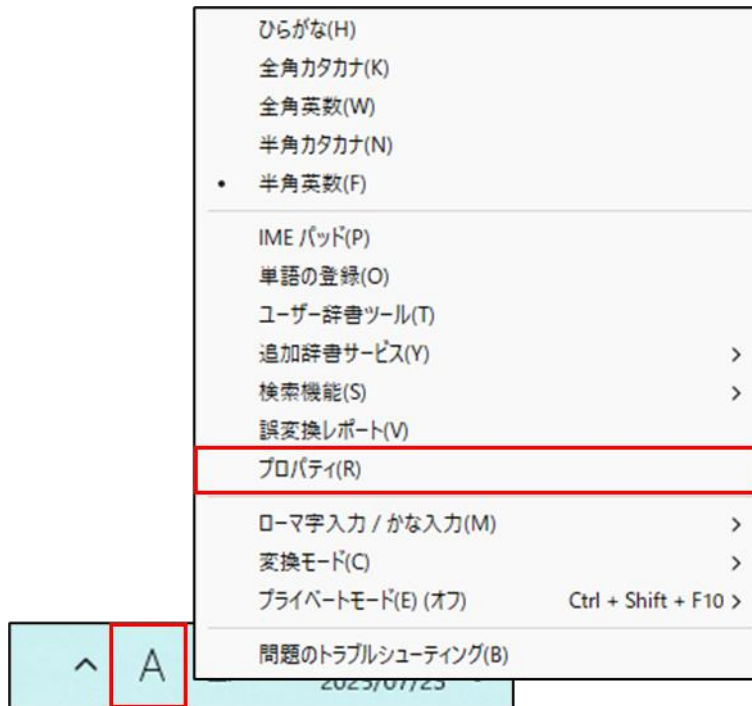 ひらがな(H)
全角カタカナ(K)
全角英数(W)
半角カタカナ(N)
• 半角英数(F)
IME パッド(P)
単語の登録(O)
ユーザー辞書ツール(T)
追加辞書サービス(Y) >
検索機能(S) >
誤変換レポート(V)
プロパティ(R)
ローマ字入力 / かな入力(M) >
変換モード(C) >
プライベートモード(E) (オフ) Ctrl + Shift + F10 >
問題のトラブルシューティング(B)
A